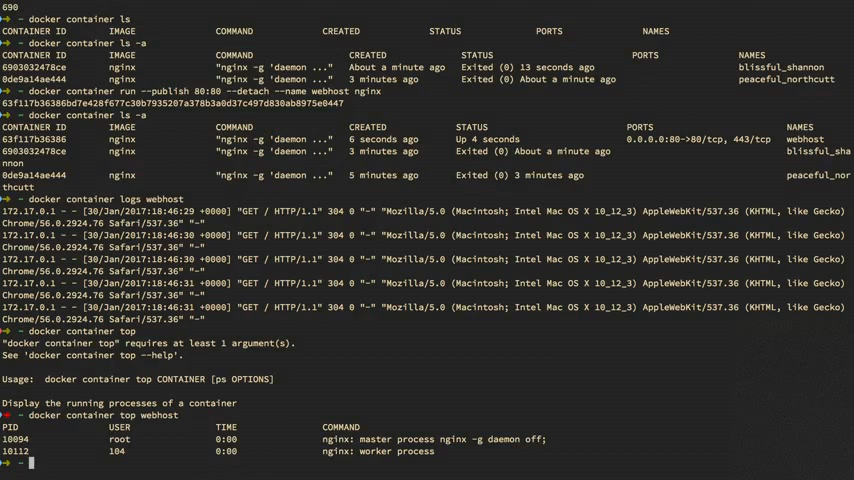 690
➜  ~ docker container ls
CONTAINER ID        IMAGE               COMMAND             CREATED             STATUS              PORTS               NAMES
➜  ~ docker container ls -a
CONTAINER ID        IMAGE               COMMAND                  CREATED              STATUS                      PORTS               NAMES
6903032478ce        nginx               "nginx -g 'daemon ..."   About a minute ago   Exited (0) 13 seconds ago                       blissful_shannon
0de9a14ae444        nginx               "nginx -g 'daemon ..."   3 minutes ago        Exited (0) About a minute ago                   peaceful_northcutt
➜  ~ docker container run --publish 80:80 --detach --name webhost nginx
63f117b36386bd7e428f677c30b7935207a378b3a0d37c497d830ab8975e0447
➜  ~ docker container ls -a
CONTAINER ID        IMAGE               COMMAND                  CREATED             STATUS                          PORTS                         NAMES
63f117b36386        nginx               "nginx -g 'daemon ..."   6 seconds ago       Up 4 seconds                    0.0.0.0:80->80/tcp, 443/tcp   webhost
6903032478ce        nginx               "nginx -g 'daemon ..."   3 minutes ago       Exited (0) About a minute ago                                 blissful_sha
nnon
0de9a14ae444        nginx               "nginx -g 'daemon ..."   5 minutes ago       Exited (0) 3 minutes ago                                      peaceful_nor
thcutt
➜  ~ docker container logs webhost
172.17.0.1 - - [30/Jan/2017:18:46:29 +0000] "GET / HTTP/1.1" 304 0 "-" "Mozilla/5.0 (Macintosh; Intel Mac OS X 10_12_3) AppleWebKit/537.36 (KHTML, like Gecko)
Chrome/56.0.2924.76 Safari/537.36" "-"
172.17.0.1 - - [30/Jan/2017:18:46:30 +0000] "GET / HTTP/1.1" 304 0 "-" "Mozilla/5.0 (Macintosh; Intel Mac OS X 10_12_3) AppleWebKit/537.36 (KHTML, like Gecko)
Chrome/56.0.2924.76 Safari/537.36" "-"
172.17.0.1 - - [30/Jan/2017:18:46:30 +0000] "GET / HTTP/1.1" 304 0 "-" "Mozilla/5.0 (Macintosh; Intel Mac OS X 10_12_3) AppleWebKit/537.36 (KHTML, like Gecko)
Chrome/56.0.2924.76 Safari/537.36" "-"
172.17.0.1 - - [30/Jan/2017:18:46:31 +0000] "GET / HTTP/1.1" 304 0 "-" "Mozilla/5.0 (Macintosh; Intel Mac OS X 10_12_3) AppleWebKit/537.36 (KHTML, like Gecko)
Chrome/56.0.2924.76 Safari/537.36" "-"
172.17.0.1 - - [30/Jan/2017:18:46:31 +0000] "GET / HTTP/1.1" 304 0 "-" "Mozilla/5.0 (Macintosh; Intel Mac OS X 10_12_3) AppleWebKit/537.36 (KHTML, like Gecko)
Chrome/56.0.2924.76 Safari/537.36" "-"
➜  ~ docker container top
"docker container top" requires at least 1 argument(s).
See 'docker container top --help'.
Usage:  docker container top CONTAINER [ps OPTIONS]
Display the running processes of a container
➜  ~ docker container top webhost
PID                 USER                TIME                COMMAND
10094               root                0:00                nginx: master process nginx -g daemon off;
10112               104                 0:00                nginx: worker process
➜  ~